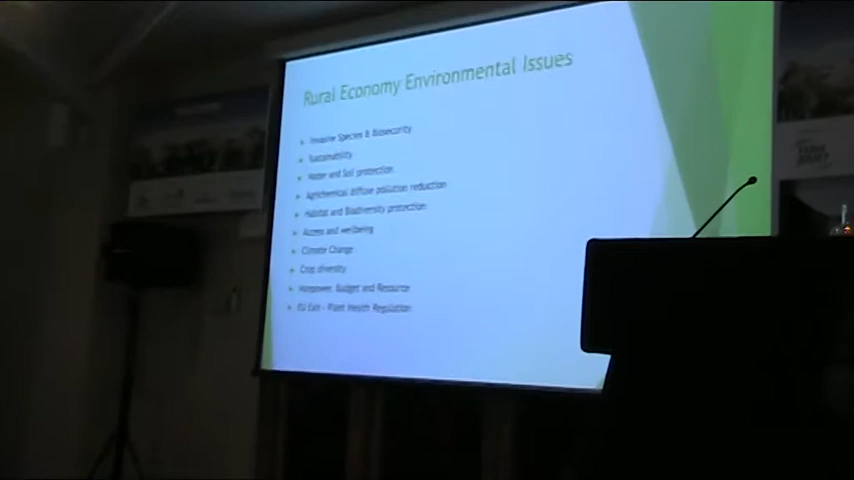 Rural Economy Environmental Issues
Invasive Species & Biosecurity
Sustainability
Water and Soil protection
Agrichemical diffuse pollution reduction
Habitat and Biodiversity protection
Access and wellbeing
Climate Change
Crop diversity
Manpower, Budget and Resource
EU Exit - Plant Health Regulation